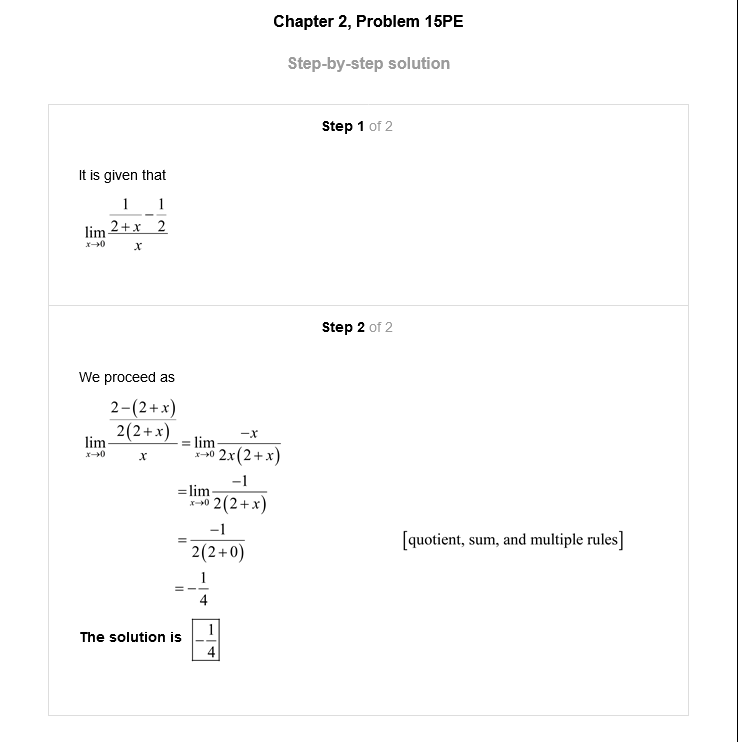 Chapter 2, Problem 15PE
Step-by-step solution
Step 1 of 2
It is given that
\lim_{x \to 0} \frac{\frac{1}{2+x} - \frac{1}{2}}{x}
Step 2 of 2
We proceed as
\lim_{x \to 0} \frac{\frac{2-(2+x)}{2(2+x)}}{x} = \lim_{x \to 0} \frac{-x}{2x(2+x)}
= \lim_{x \to 0} \frac{-1}{2(2+x)}
= \frac{-1}{2(2+0)} [quotient, sum, and multiple rules]
= -\frac{1}{4}
The solution is -\frac{1}{4}